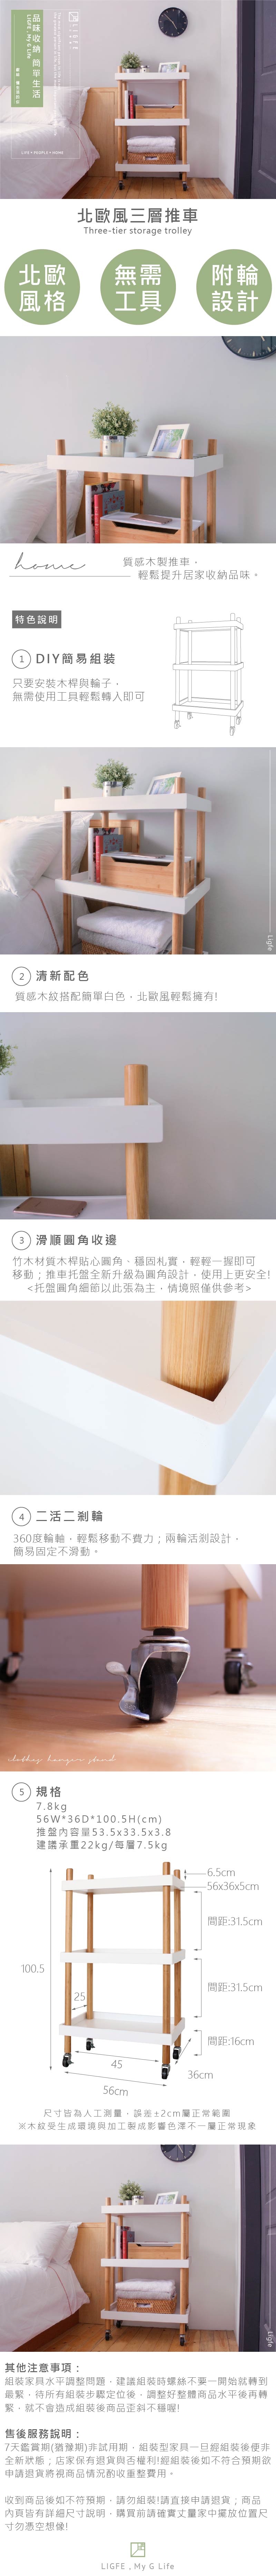 品味收納 簡單生活
LIGFE , My G Life
LIFE • PEOPLE • HOME
北歐風三層推車
Three-tier storage trolley
北歐
風格
無需
工具
附輪
設計
home
質感木製推車，
輕鬆提升居家收納品味。
特色說明
1 DIY簡易組裝
只要安裝木桿與輪子，
無需使用工具輕鬆轉入即可
Ligfe
2 清新配色
質感木紋搭配簡單白色，北歐風輕鬆擁有!
3 滑順圓角收邊
竹木材質木桿貼心圓角、穩固札實，輕輕一握即可
移動；推車托盤全新升級為圓角設計，使用上更安全!
<托盤圓角細節以此張為主，情境照僅供參考>
4 二活二剎輪
360度輪軸，輕鬆移動不費力；兩輪活剎設計，
簡易固定不滑動。
clothes hanger stand
5 規格
7.8kg
56W*36D*100.5H(cm)
推盤內容量53.5x33.5x3.8
建議承重22kg/每層7.5kg
6.5cm
56x36x5cm
間距:31.5cm
100.5
間距:31.5cm
25
間距:16cm
45
36cm
56cm
尺寸皆為人工測量，誤差±2cm屬正常範圍
※木紋受生成環境與加工製成影響色澤不一屬正常現象
Ligfe
其他注意事項：
組裝家具水平調整問題，建議組裝時螺絲不要一開始就轉到
最緊，待所有組裝步驟定位後，調整好整體商品水平後再轉
緊，就不會造成組裝後商品歪斜不穩喔!
售後服務說明：
7天鑑賞期(猶豫期)非試用期，組裝型家具一旦經組裝後便非
全新狀態；店家保有退貨與否權利!經組裝後如不符合預期欲
申請退貨將視商品情況酌收重整費用。
收到商品後如不符預期，請勿組裝!請直接申請退貨；商品
內頁皆有詳細尺寸說明，購買前請確實丈量家中擺放位置尺
寸勿憑空想像!
LIGFE , My G Life